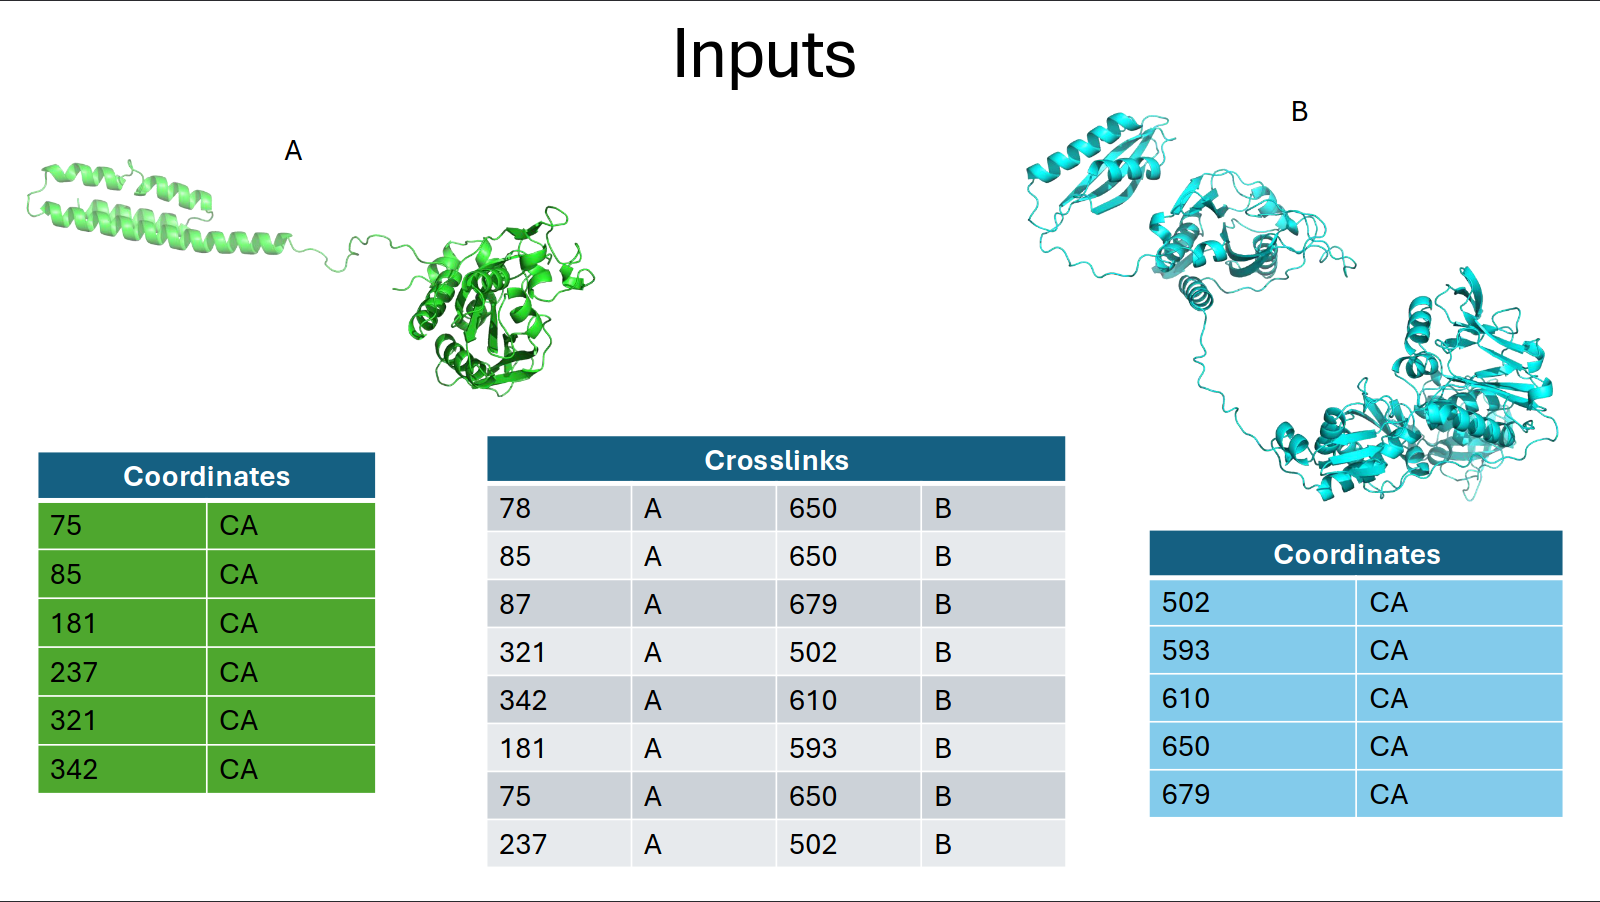 Inputs
A
B
Coordinates
75 CA
85 CA
181 CA
237 CA
321 CA
342 CA
Crosslinks
78 A 650 B
85 A 650 B
87 A 679 B
321 A 502 B
342 A 610 B
181 A 593 B
75 A 650 B
237 A 502 B
Coordinates
502 CA
593 CA
610 CA
650 CA
679 CA